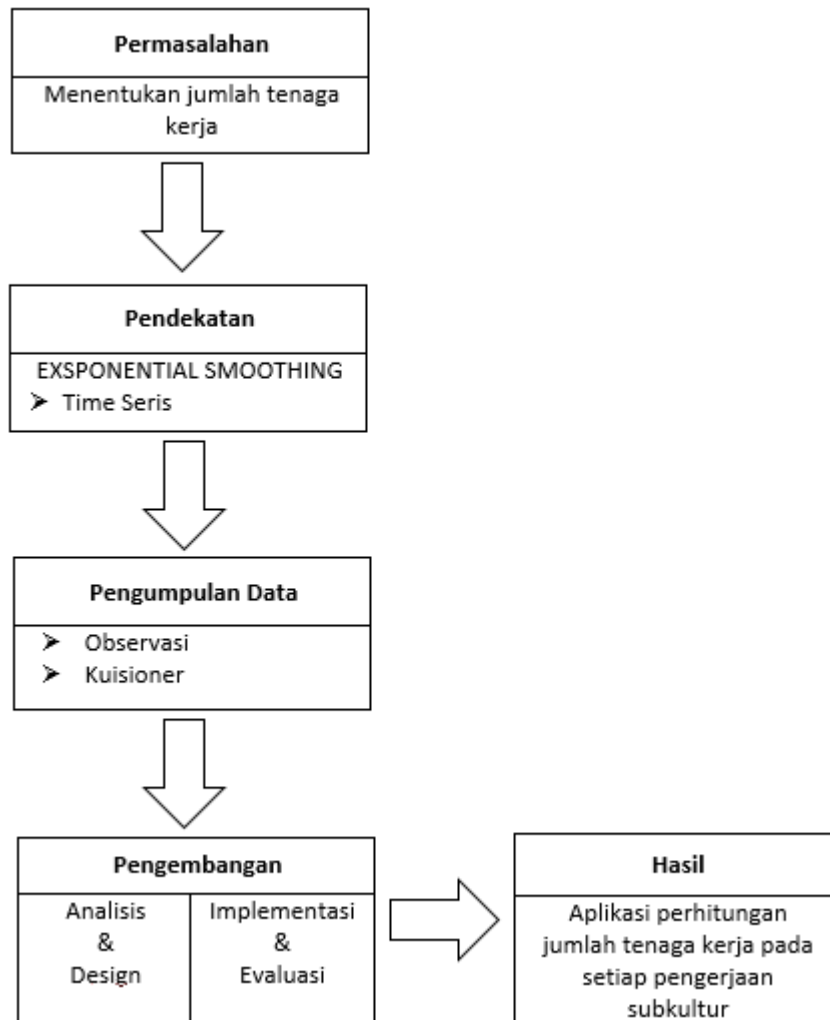 Permasalahan
Menentukan jumlah tenaga
kerja
Pendekatan
EXSPONENTIAL SMOOTHING
➤ Time Seris
Pengumpulan Data
➤ Observasi
➤ Kuisioner
Pengembangan
Analisis
&
Design
Implementasi
&
Evaluasi
Hasil
Aplikasi perhitungan
jumlah tenaga kerja pada
setiap pengerjaan
subkultur